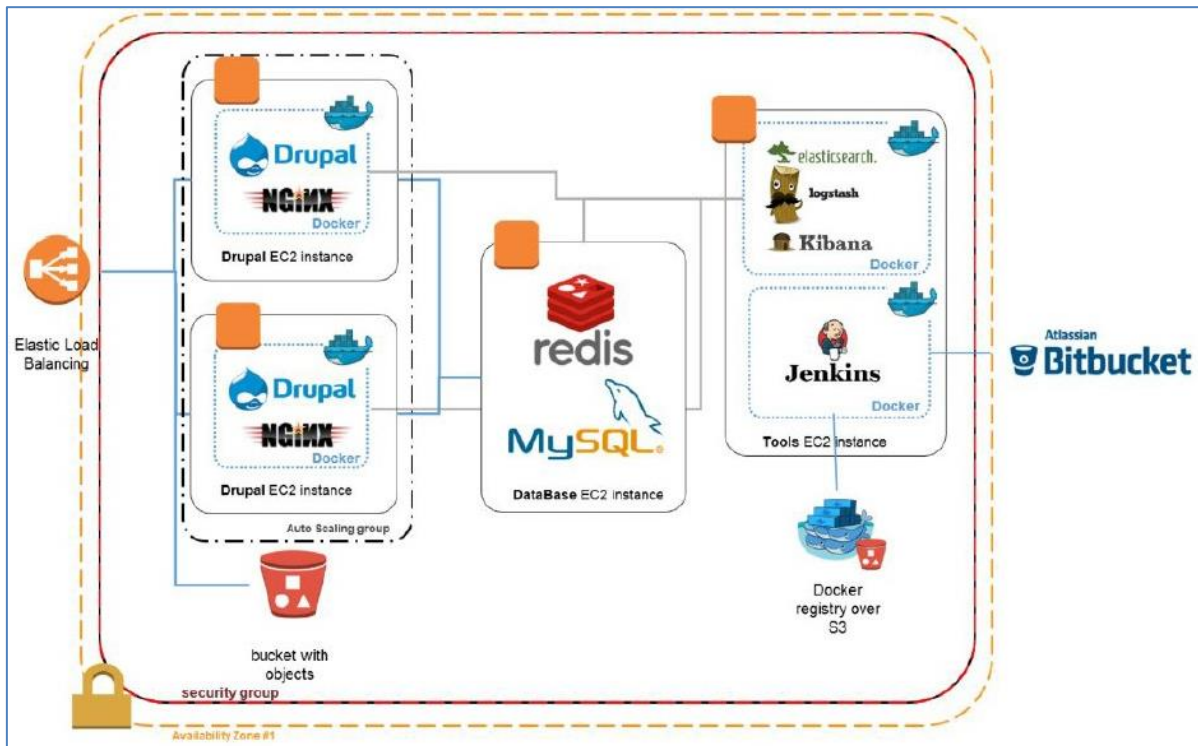 Drupal
NGiNX
Docker
Drupal EC2 instance
Drupal
NGiNX
Docker
Drupal EC2 instance
Auto Scaling group
Elastic Load
Balancing
bucket with
objects
security group
Availability Zone #1
redis
MySQL®
DataBase EC2 instance
elasticsearch.
logstash
Kibana
Docker
Jenkins
Docker
Tools EC2 instance
Docker
registry over
S3
Atlassian
Bitbucket